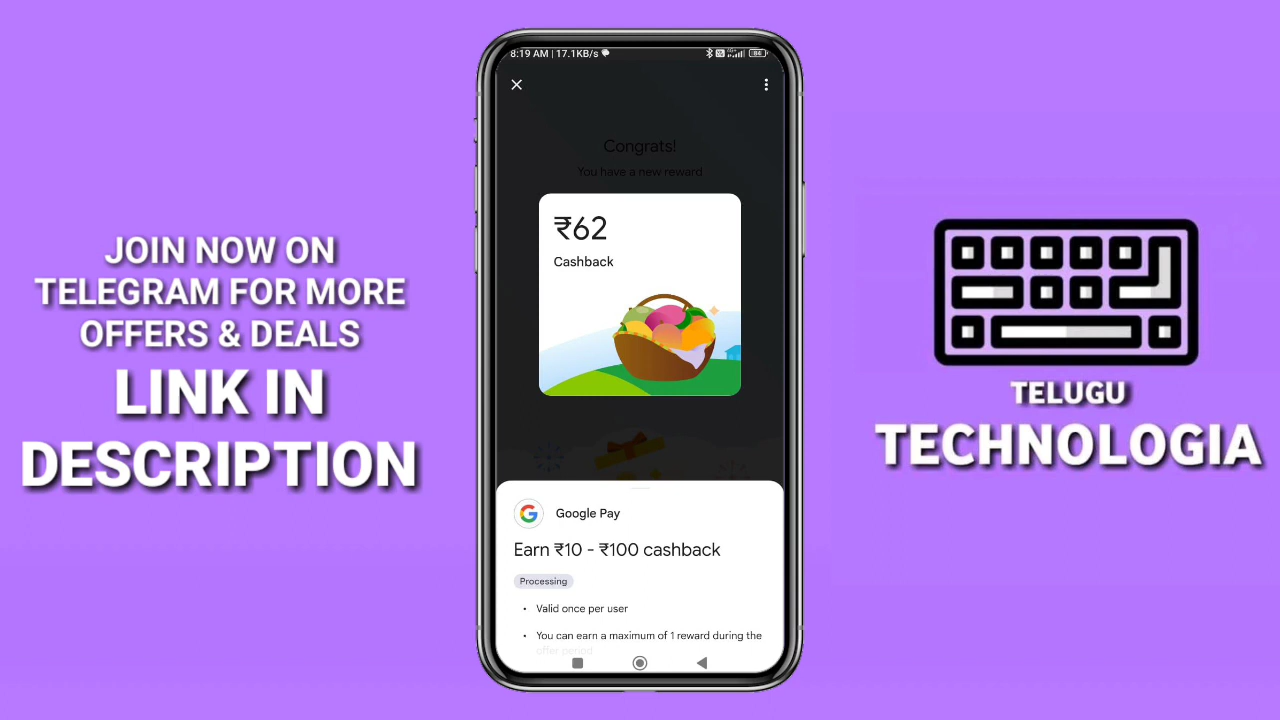 JOIN NOW ON
TELEGRAM FOR MORE
OFFERS & DEALS
LINK IN
DESCRIPTION
8:19 AM | 17.1KB/s
84
Congrats!
You have a new reward
₹62
Cashback
Google Pay
Earn ₹10 - ₹100 cashback
Processing
• Valid once per user
• You can earn a maximum of 1 reward during the
offer period
TELUGU
TECHNOLOGIA